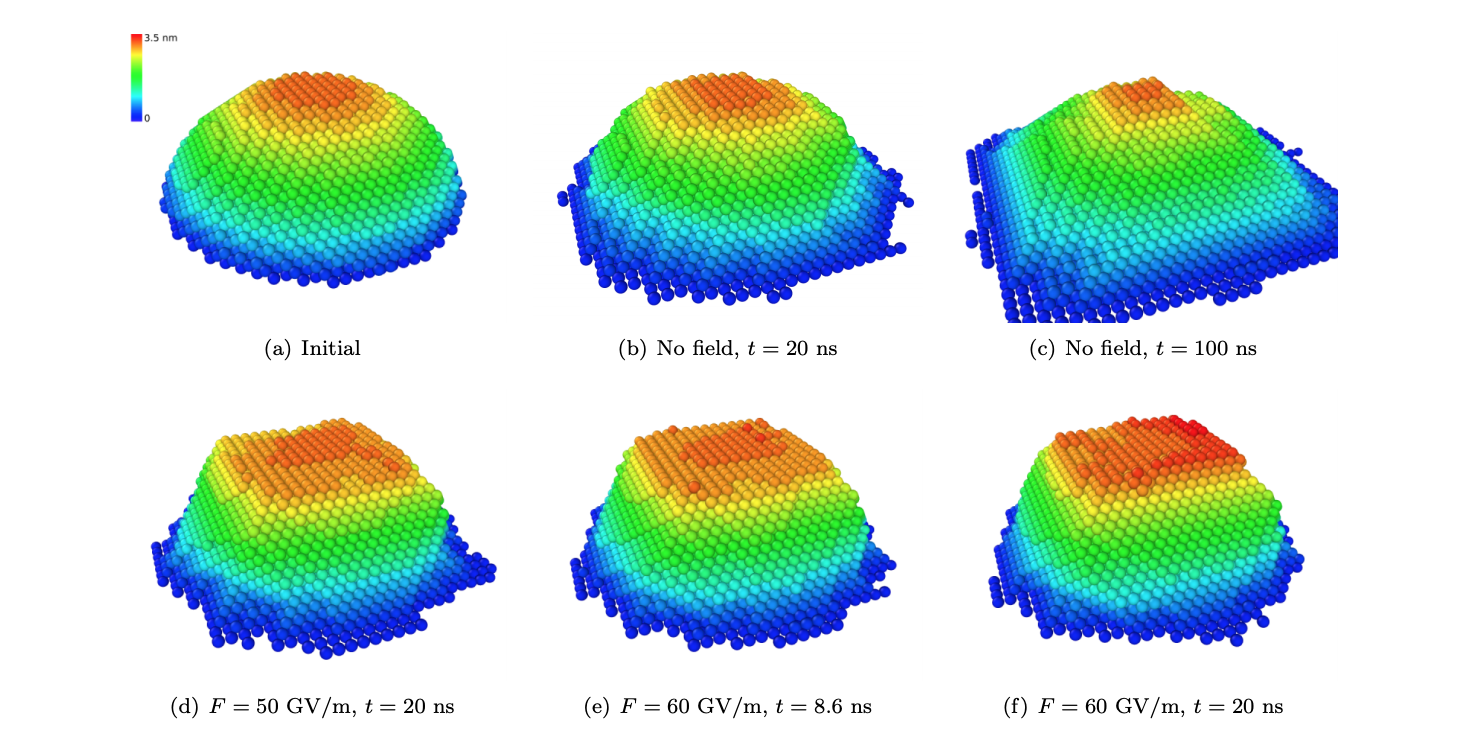 3.5 nm
0
(a) Initial
(b) No field, t = 20 ns
(c) No field, t = 100 ns
(d) F = 50 GV/m, t = 20 ns
(e) F = 60 GV/m, t = 8.6 ns
(f) F = 60 GV/m, t = 20 ns